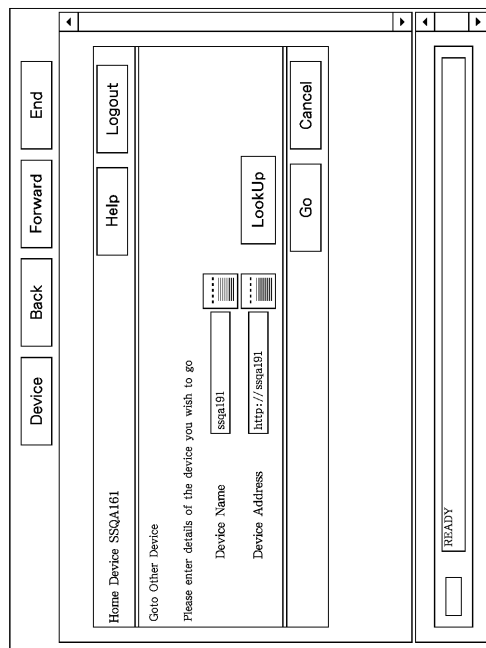 Device Back Forward End
Home Device SSQA161 Help Logout
Goto Other Device
Please enter details of the device you wish to go
Device Name ssqa191
Device Address http://ssqa191 LookUp
Go Cancel
READY